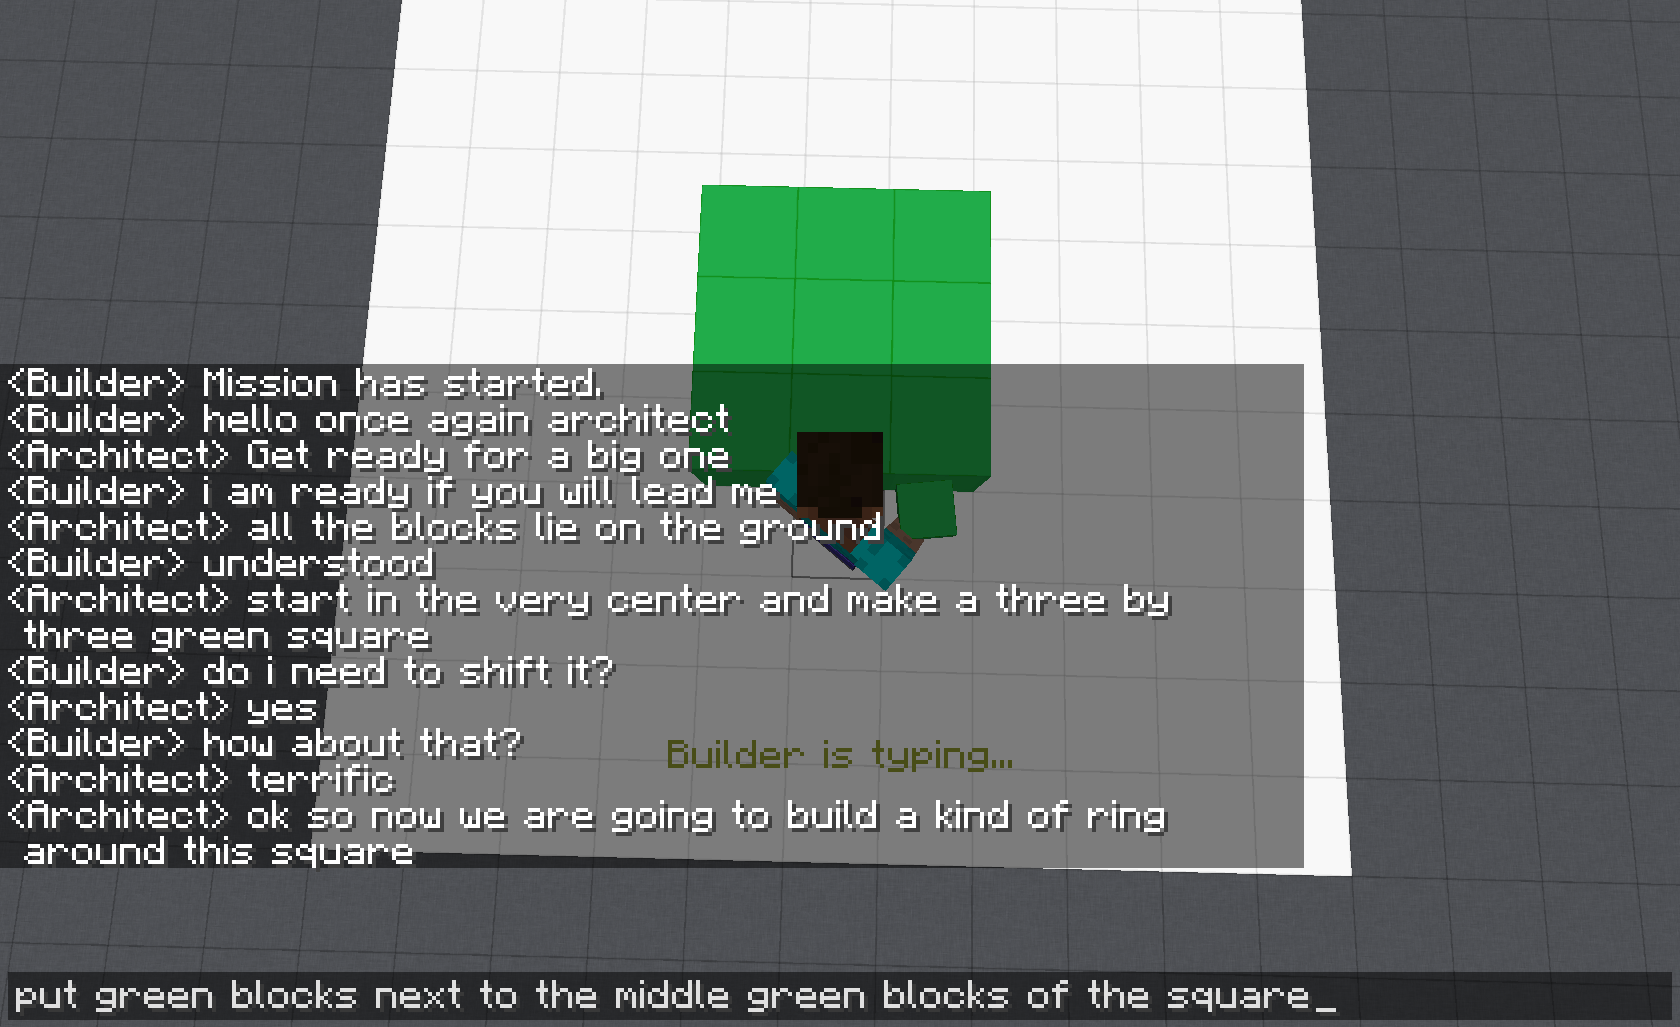 <Builder> Mission has started.
<Builder> hello once again architect
<Architect> Get ready for a big one
<Builder> i am ready if you will lead me
<Architect> all the blocks lie on the ground
<Builder> understood
<Architect> start in the very center and make a three by
three green square
<Builder> do i need to shift it?
<Architect> yes
<Builder> how about that?
<Architect> terrific
Builder is typing...
<Architect> ok so now we are going to build a kind of ring
around this square
put green blocks next to the middle green blocks of the square_